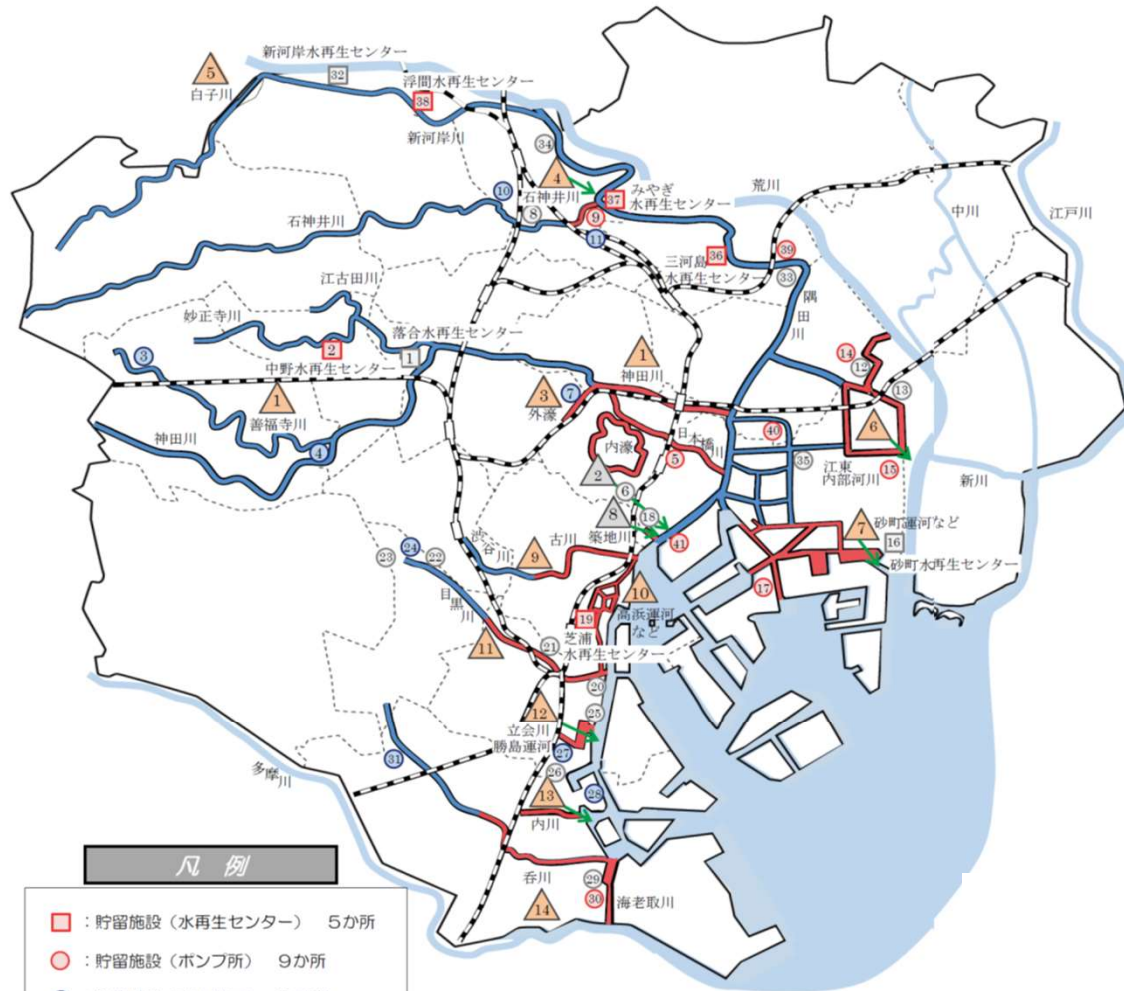 新河岸水再生センター
5
白子川
32
浮間水再生センター
38
新河岸川
34
4
石神井川
37
みやぎ
水再生センター
荒川
中川
江戸川
10
8
9
11
石神井川
36
三河島
水再生センター
39
33
隅田川
江古田川
妙正寺川
落合水再生センター
2
1
中野水再生センター
3
1
善福寺川
神田川
4
1
神田川
3
外濠
7
14
12
13
6
江東
内部河川
15
新川
内濠
日本橋川
5
40
35
2
6
8
18
築地川
41
7
砂町運河など
16
砂町水再生センター
17
23
24
22
渋谷川
古川
9
目黒川
10
高浜運河
など
19
芝浦
水再生センター
11
21
20
12
立会川
勝島運河
25
27
26
28
13
内川
31
多摩川
呑川
14
29
30
海老取川
凡 例
：貯留施設（水再生センター） 5か所
：貯留施設（ポンプ所） 9か所